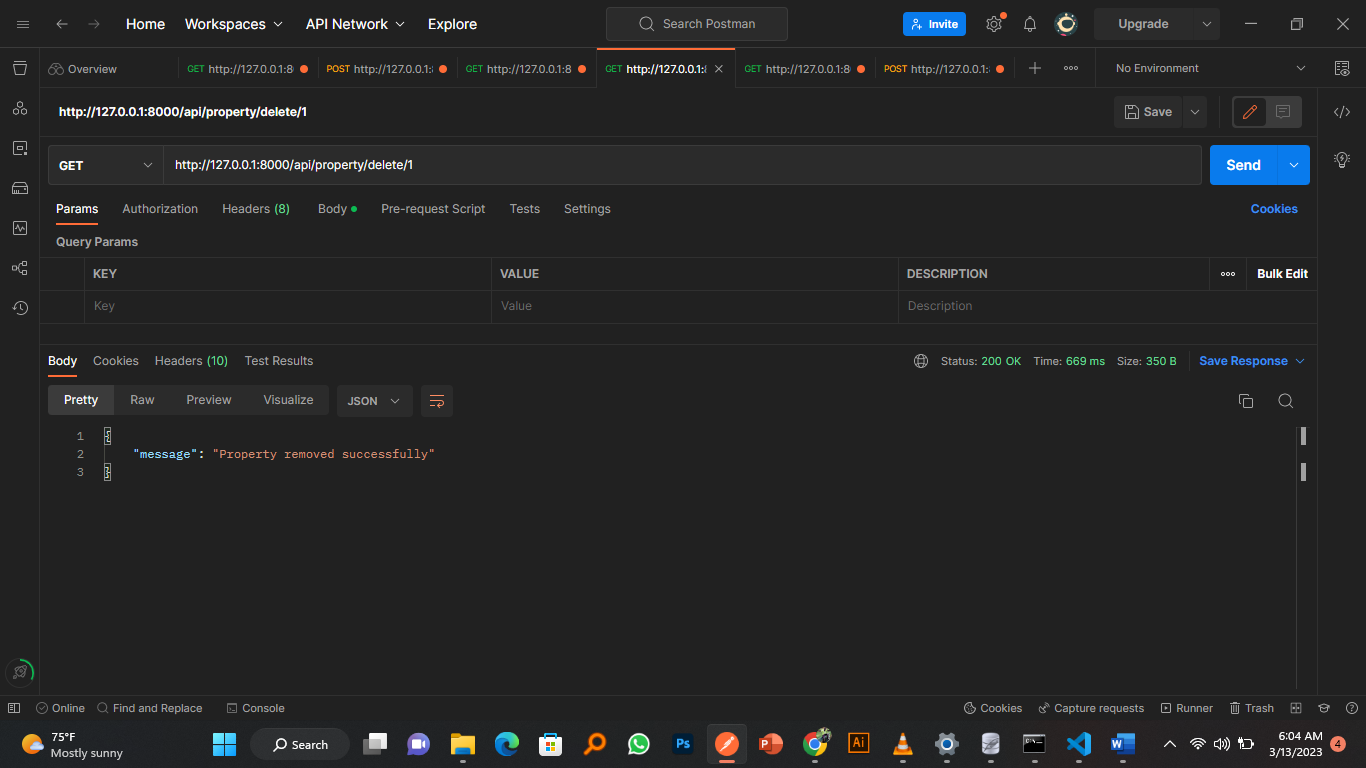 Home Workspaces API Network Explore Search Postman Invite Upgrade
Overview GET http://127.0.0.1:8 POST http://127.0.0.1: GET http://127.0.0.1:8 GET http://127.0.0.1:8 GET http://127.0.0.1:8 POST http://127.0.0.1: No Environment
http://127.0.0.1:8000/api/property/delete/1 Save
GET http://127.0.0.1:8000/api/property/delete/1 Send
Params Authorization Headers (8) Body Pre-request Script Tests Settings Cookies
Query Params
KEY VALUE DESCRIPTION Bulk Edit
Key Value Description
Body Cookies Headers (10) Test Results Status: 200 OK Time: 669 ms Size: 350 B Save Response
Pretty Raw Preview Visualize JSON
1 {
2 "message": "Property removed successfully"
3 }
Online Find and Replace Console Cookies Capture requests Runner Trash
75°F
Mostly sunny
Search
Ps
P
Ai
W
6:04 AM
3/13/2023
4